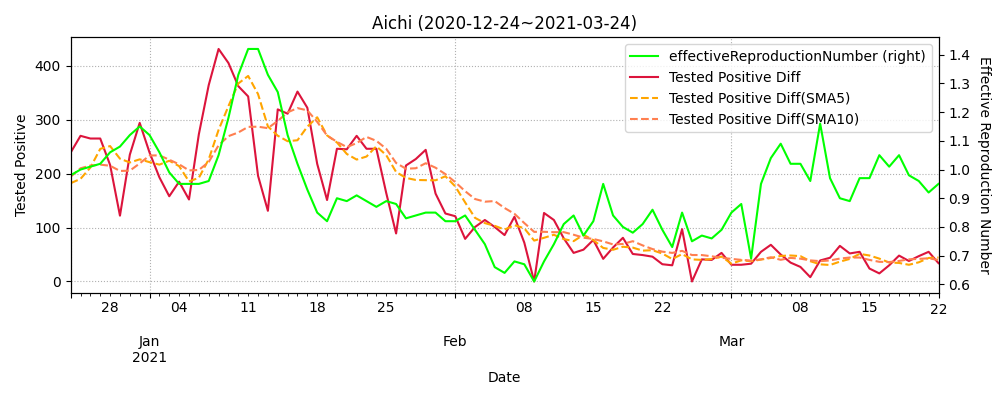 Aichi (2020-12-24~2021-03-24)
effectiveReproductionNumber (right)
Tested Positive Diff
Tested Positive Diff(SMA5)
Tested Positive Diff(SMA10)
Tested Positive
400
300
200
100
0
Effective Reproduction Number
1.4
1.3
1.2
1.1
1.0
0.9
0.8
0.7
0.6
28 04 11 18 25 08 15 22 08 15 22
Jan Feb Mar
2021
Date